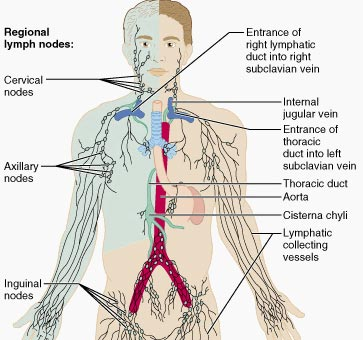 Regional
lymph nodes:
Cervical
nodes
Axillary
nodes
Inguinal
nodes
Entrance of
right lymphatic
duct into right
subclavian vein
Internal
jugular vein
Entrance of
thoracic
duct into left
subclavian vein
Thoracic duct
Aorta
Cisterna chyli
Lymphatic
collecting
vessels